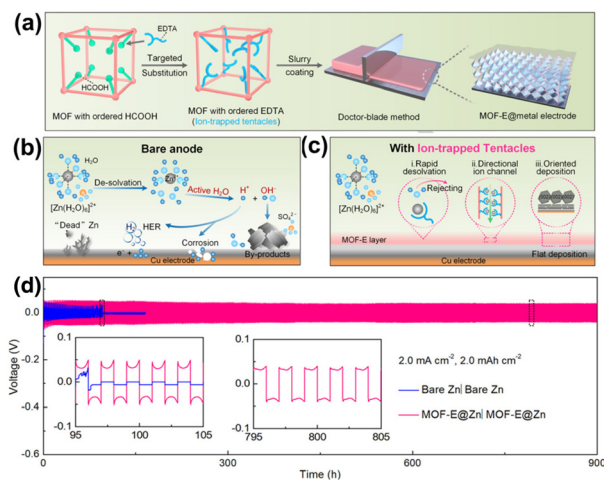 (a)
EDTA
HCOOH
Targeted
Substitution
Slurry
coating
MOF with ordered HCOOH
MOF with ordered EDTA
(Ion-trapped tentacles)
Doctor-blade method
MOF-E@metal electrode
(b)
Bare anode
H₂O
De-solvation
Active H₂O
H⁺ + OH⁻
[Zn(H₂O)₆]²⁺
SO₄²⁻
"Dead" Zn
H₂
HER
Corrosion
By-products
e⁻ +
Cu electrode
(c)
With Ion-trapped Tentacles
i.Rapid
desolvation
ii.Directional
ion channel
iii.Oriented
deposition
Rejecting
[Zn(H₂O)₆]²⁺
MOF-E layer
Flat deposition
Cu electrode
(d)
Voltage (V)
0.0
-0.2
-0.4
-0.6
0.1
0.0
-0.1
95
100
105
0.1
0.0
-0.1
795
800
805
2.0 mA cm⁻², 2.0 mAh cm⁻²
Bare Zn| Bare Zn
MOF-E@Zn| MOF-E@Zn
0
300
600
900
Time (h)